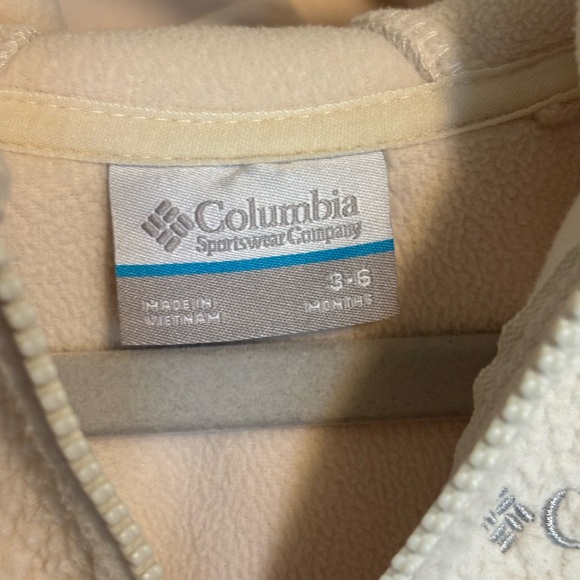 Columbia
Sportswear Company
3-6
MONTHS
MADE IN
VIETNAM
C